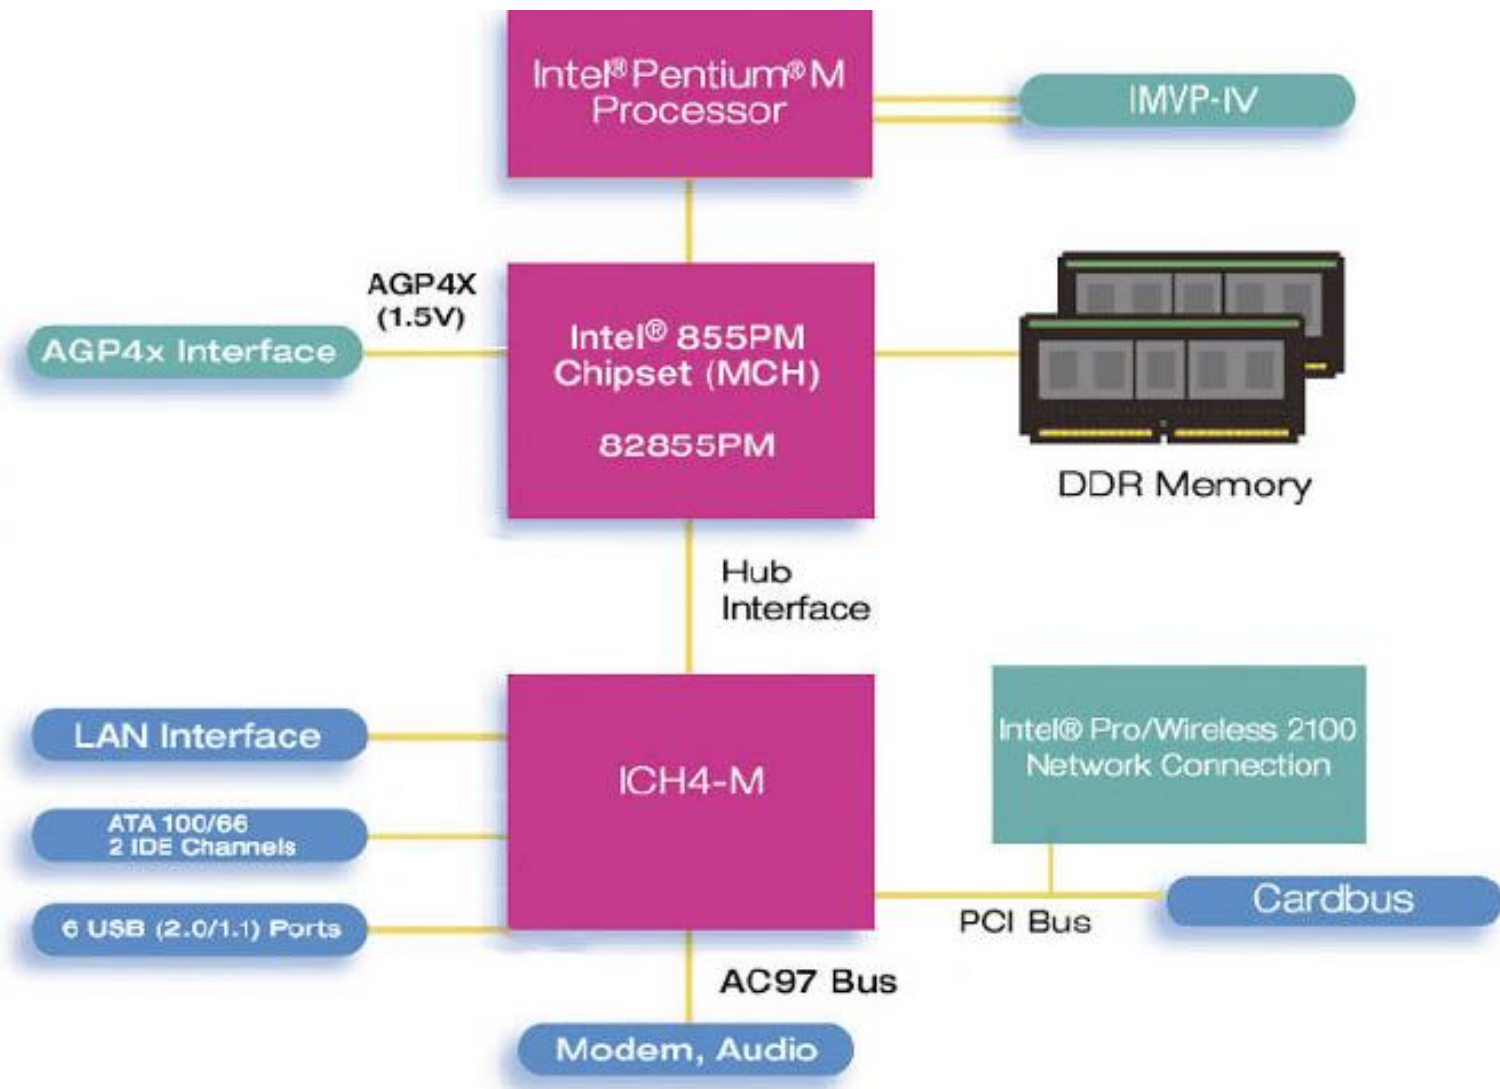 Intel® Pentium® M
Processor
IMVP-IV
AGP4X
(1.5V)
AGP4x Interface
Intel® 855PM
Chipset (MCH)
82855PM
DDR Memory
Hub
Interface
LAN Interface
ICH4-M
Intel® Pro/Wireless 2100
Network Connection
ATA 100/66
2 IDE Channels
6 USB (2.0/1.1) Ports
PCI Bus
Cardbus
AC97 Bus
Modem, Audio